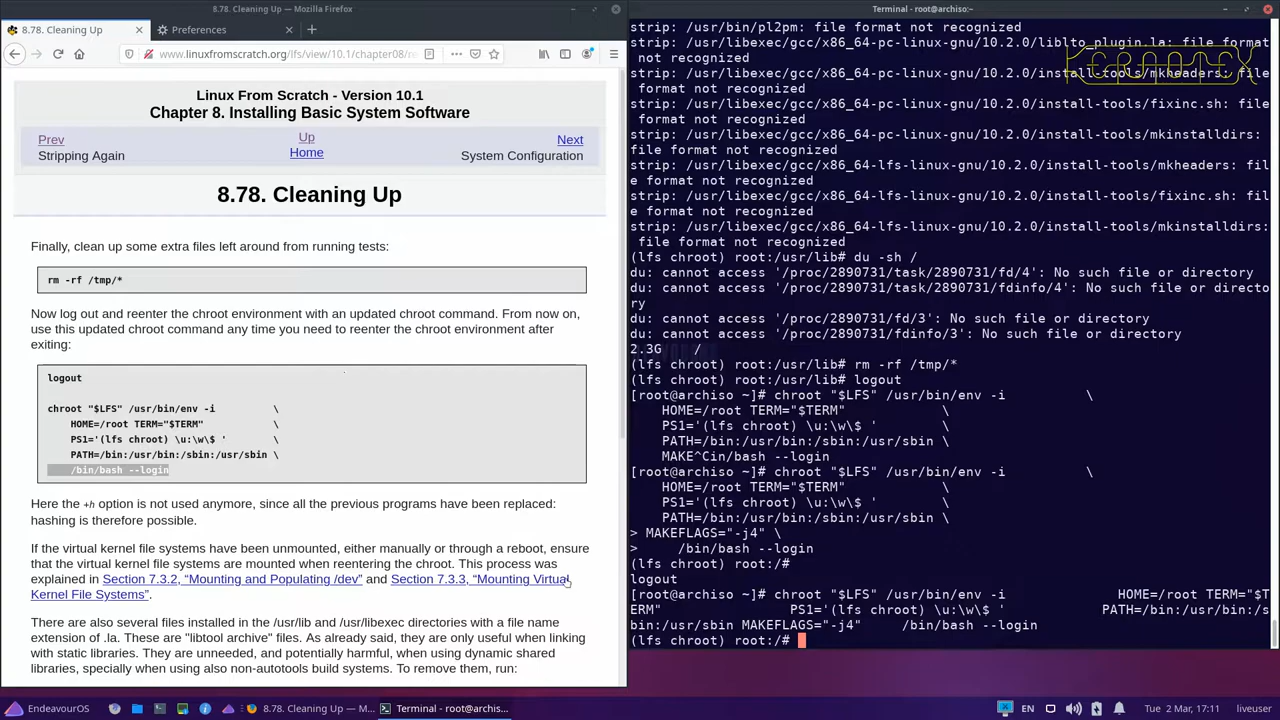 8.78. Cleaning Up — Mozilla Firefox
8.78. Cleaning Up
Preferences
www.linuxfromscratch.org/lfs/view/10.1/chapter08/re
Linux From Scratch - Version 10.1
Chapter 8. Installing Basic System Software
Prev
Up
Next
Stripping Again
Home
System Configuration
8.78. Cleaning Up
Finally, clean up some extra files left around from running tests:
rm -rf /tmp/*
Now log out and reenter the chroot environment with an updated chroot command. From now on,
use this updated chroot command any time you need to reenter the chroot environment after
exiting:
logout
chroot "$LFS" /usr/bin/env -i \
HOME=/root TERM="$TERM" \
PS1='(lfs chroot) \u:\w\$ ' \
PATH=/bin:/usr/bin:/sbin:/usr/sbin \
/bin/bash --login
Here the +h option is not used anymore, since all the previous programs have been replaced:
hashing is therefore possible.
If the virtual kernel file systems have been unmounted, either manually or through a reboot, ensure
that the virtual kernel file systems are mounted when reentering the chroot. This process was
explained in Section 7.3.2, “Mounting and Populating /dev” and Section 7.3.3, “Mounting Virtual
Kernel File Systems”.
There are also several files installed in the /usr/lib and /usr/libexec directories with a file name
extension of .la. These are "libtool archive" files. As already said, they are only useful when linking
with static libraries. They are unneeded, and potentially harmful, when using dynamic shared
libraries, specially when using also non-autotools build systems. To remove them, run:
Terminal - root@archiso:~
strip: /usr/bin/pl2pm: file format not recognized
strip: /usr/libexec/gcc/x86_64-pc-linux-gnu/10.2.0/liblto_plugin.la: file format
not recognized
strip: /usr/libexec/gcc/x86_64-pc-linux-gnu/10.2.0/install-tools/mkheaders: file
format not recognized
strip: /usr/libexec/gcc/x86_64-pc-linux-gnu/10.2.0/install-tools/fixinc.sh: file
format not recognized
strip: /usr/libexec/gcc/x86_64-pc-linux-gnu/10.2.0/install-tools/mkinstalldirs:
file format not recognized
strip: /usr/libexec/gcc/x86_64-lfs-linux-gnu/10.2.0/install-tools/mkheaders: fil
e format not recognized
strip: /usr/libexec/gcc/x86_64-lfs-linux-gnu/10.2.0/install-tools/fixinc.sh: fil
e format not recognized
strip: /usr/libexec/gcc/x86_64-lfs-linux-gnu/10.2.0/install-tools/mkinstalldirs:
file format not recognized
(lfs chroot) root:/usr/lib# du -sh /
du: cannot access '/proc/2890731/task/2890731/fd/4': No such file or directory
du: cannot access '/proc/2890731/task/2890731/fdinfo/4': No such file or directo
ry
du: cannot access '/proc/2890731/fd/3': No such file or directory
du: cannot access '/proc/2890731/fdinfo/3': No such file or directory
2.3G /
(lfs chroot) root:/usr/lib# rm -rf /tmp/*
(lfs chroot) root:/usr/lib# logout
[root@archiso ~]# chroot "$LFS" /usr/bin/env -i \
HOME=/root TERM="$TERM" \
PS1='(lfs chroot) \u:\w\$ ' \
PATH=/bin:/usr/bin:/sbin:/usr/sbin \
MAKE^Cin/bash --login
[root@archiso ~]# chroot "$LFS" /usr/bin/env -i \
HOME=/root TERM="$TERM" \
PS1='(lfs chroot) \u:\w\$ ' \
PATH=/bin:/usr/bin:/sbin:/usr/sbin \
> MAKEFLAGS="-j4" \
> /bin/bash --login
(lfs chroot) root:/#
logout
[root@archiso ~]# chroot "$LFS" /usr/bin/env -i HOME=/root TERM="$T
ERM" PS1='(lfs chroot) \u:\w\$ ' PATH=/bin:/usr/bin:/s
bin:/usr/sbin MAKEFLAGS="-j4" /bin/bash --login
(lfs chroot) root:/#
EndeavourOS
8.78. Cleaning Up — M...
Terminal - root@archiso:...
EN
Tue 2 Mar, 17:11
liveuser